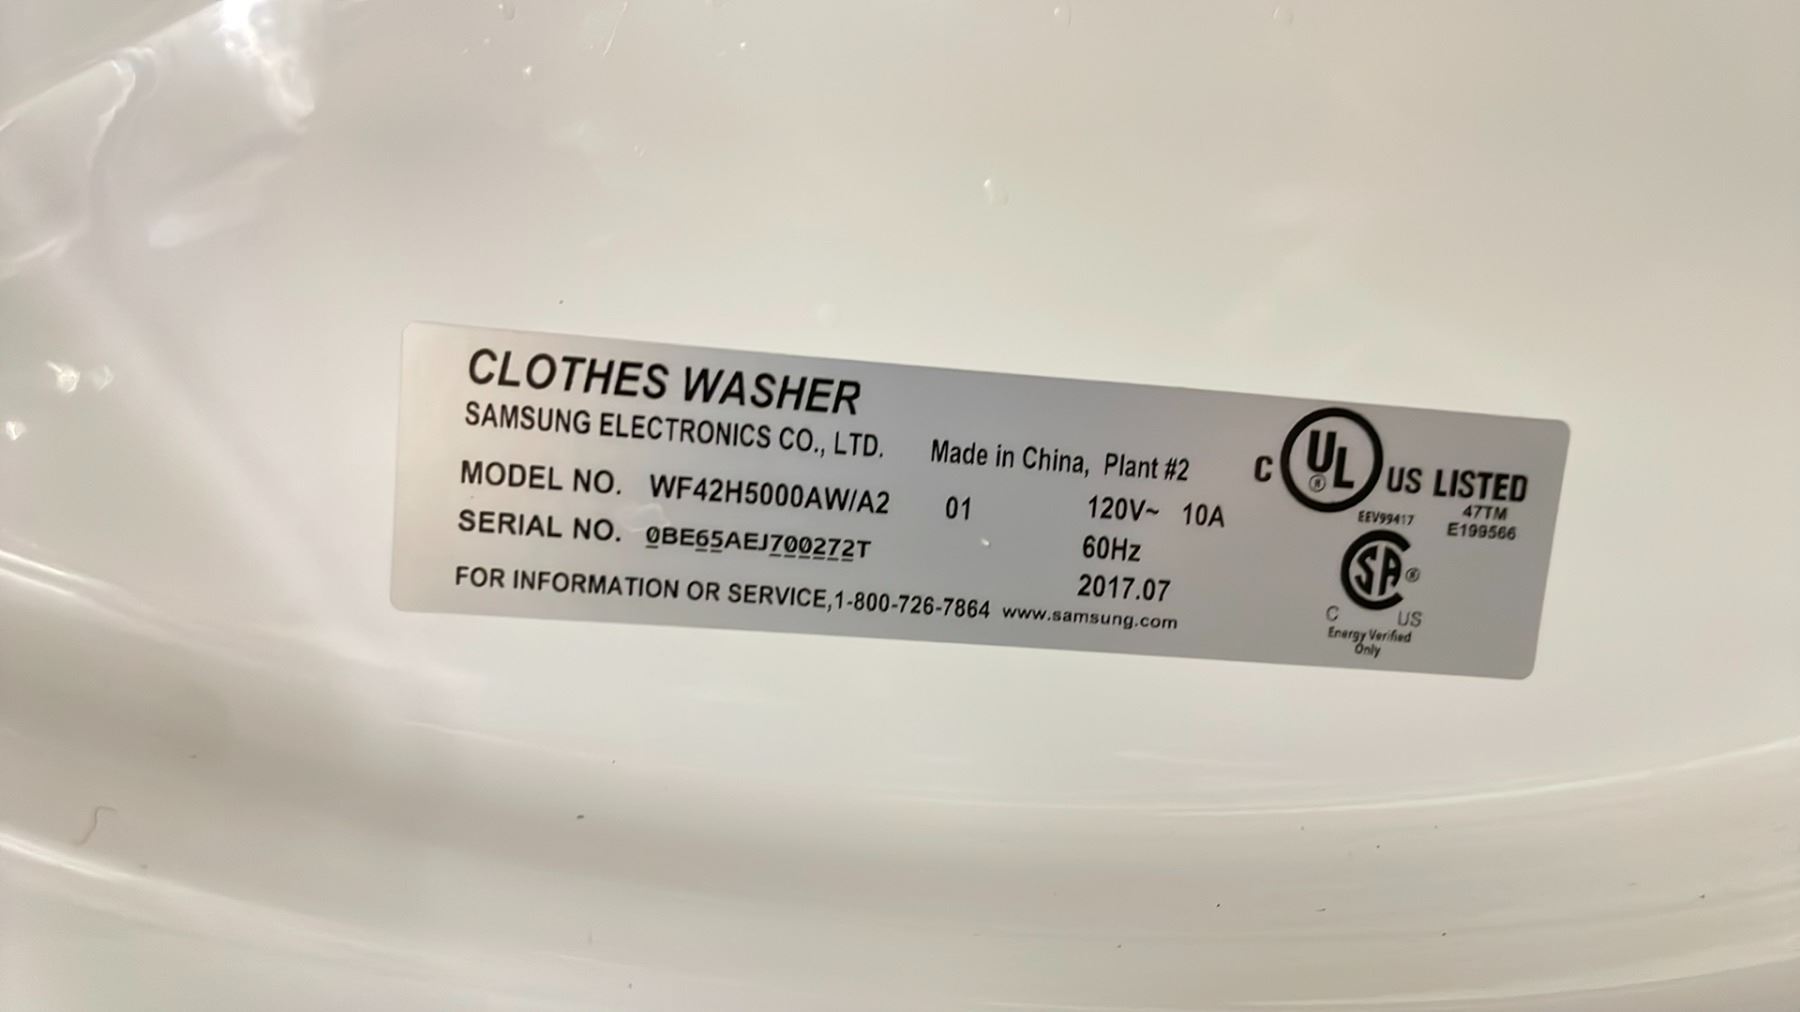 CLOTHES WASHER
SAMSUNG ELECTRONICS CO., LTD. Made in China, Plant #2
MODEL NO. WF42H5000AW/A2 01 120V~ 10A
SERIAL NO. 0BE65AEJ700272T 60Hz
2017.07
FOR INFORMATION OR SERVICE,1-800-726-7864 www.samsung.com
C UL ® US LISTED
EEV99417 47TM
E199566
SA ®
C US
Energy Verified
Only